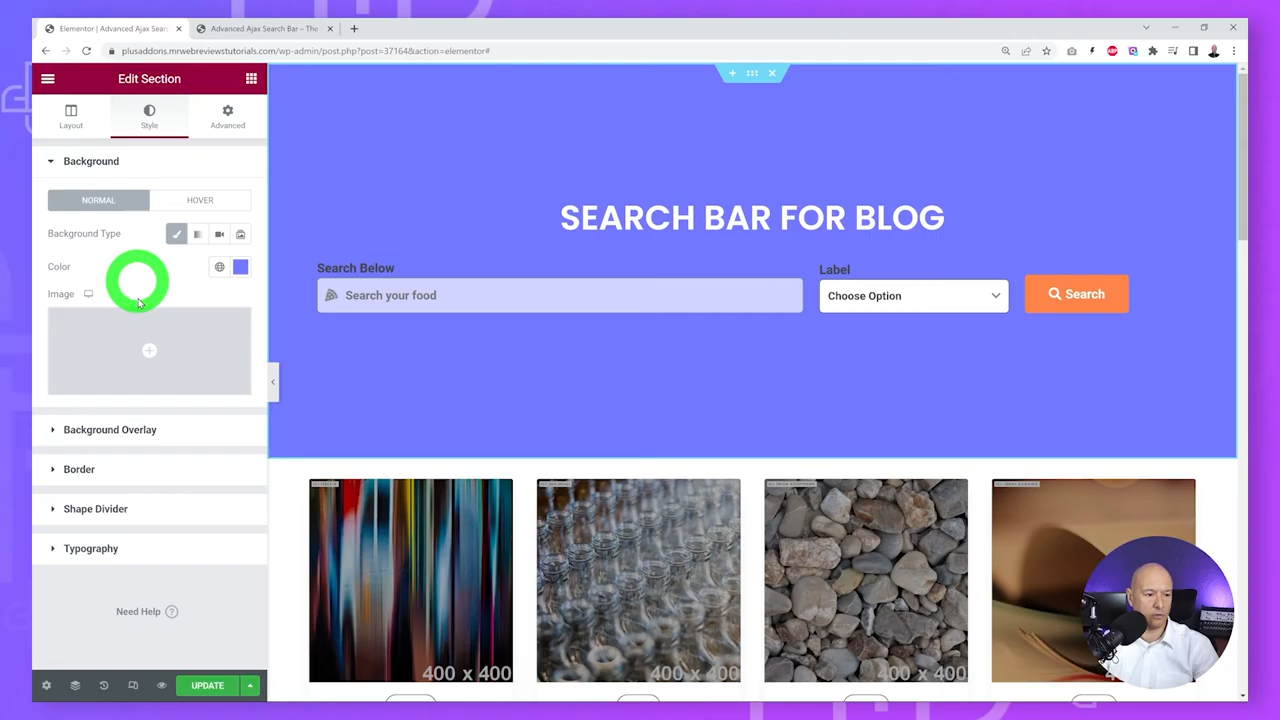 Elementor | Advanced Ajax Sear
Advanced Ajax Search Bar – The
plusaddons.mrwebreviewstutorials.com/wp-admin/post.php?post=37164&action=elementor#
Edit Section
Layout
Style
Advanced
Background
NORMAL
HOVER
Background Type
Color
Image
Background Overlay
Border
Shape Divider
Typography
Need Help ?
UPDATE
SEARCH BAR FOR BLOG
Search Below
Label
Search your food
Choose Option
Search
400 x 400
400 x 400
400 x 400
ABP